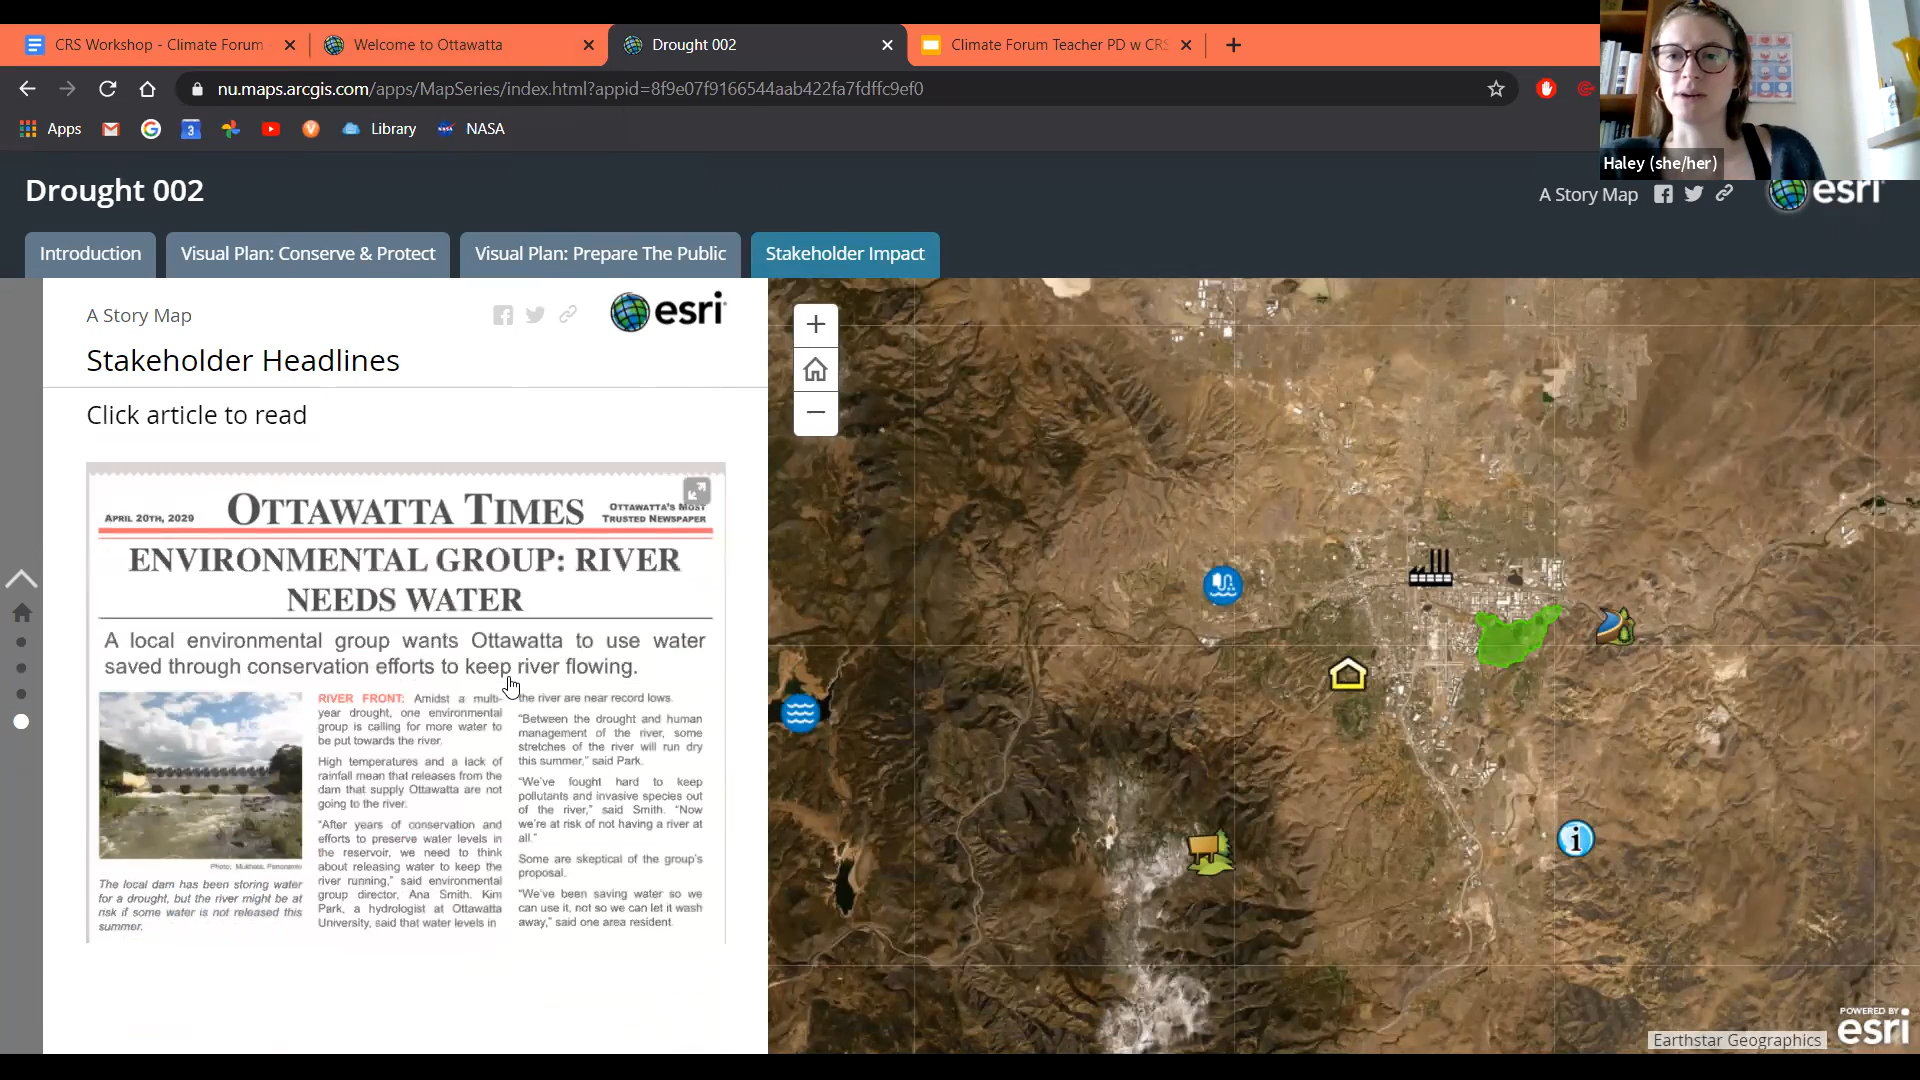 CRS Workshop - Climate Forum
Welcome to Ottawatta
Drought 002
Climate Forum Teacher PD w CRS
nu.maps.arcgis.com/apps/MapSeries/index.html?appid=8f9e07f9166544aab422fa7fdffc9ef0
Apps
3
Library
NASA
NASA
Haley (she/her)
Drought 002
A Story Map
esri
Introduction
Visual Plan: Conserve & Protect
Visual Plan: Prepare The Public
Stakeholder Impact
A Story Map
esri
Stakeholder Headlines
Click article to read
APRIL 20TH, 2029
OTTAWATTA TIMES
OTTAWATTA'S MOST
TRUSTED NEWSPAPER
ENVIRONMENTAL GROUP: RIVER
NEEDS WATER
A local environmental group wants Ottawatta to use water
saved through conservation efforts to keep river flowing.
Photo: Mukhass, Panoramio
The local dam has been storing water
for a drought, but the river might be at
risk if some water is not released this
summer.
RIVER FRONT: Amidst a multi-
year drought, one environmental
group is calling for more water to
be put towards the river.
High temperatures and a lack of
rainfall mean that releases from the
dam that supply Ottawatta are not
going to the river.
"After years of conservation and
efforts to preserve water levels in
the reservoir, we need to think
about releasing water to keep the
river running," said environmental
group director, Ana Smith. Kim
Park, a hydrologist at Ottawatta
University, said that water levels in
the river are near record lows.
"Between the drought and human
management of the river, some
stretches of the river will run dry
this summer," said Park.
"We've fought hard to keep
pollutants and invasive species out
of the river," said Smith. "Now
we're at risk of not having a river at
all."
Some are skeptical of the group's
proposal.
"We've been saving water so we
can use it, not so we can let it wash
away," said one area resident.
i
POWERED BY
esri
Earthstar Geographics